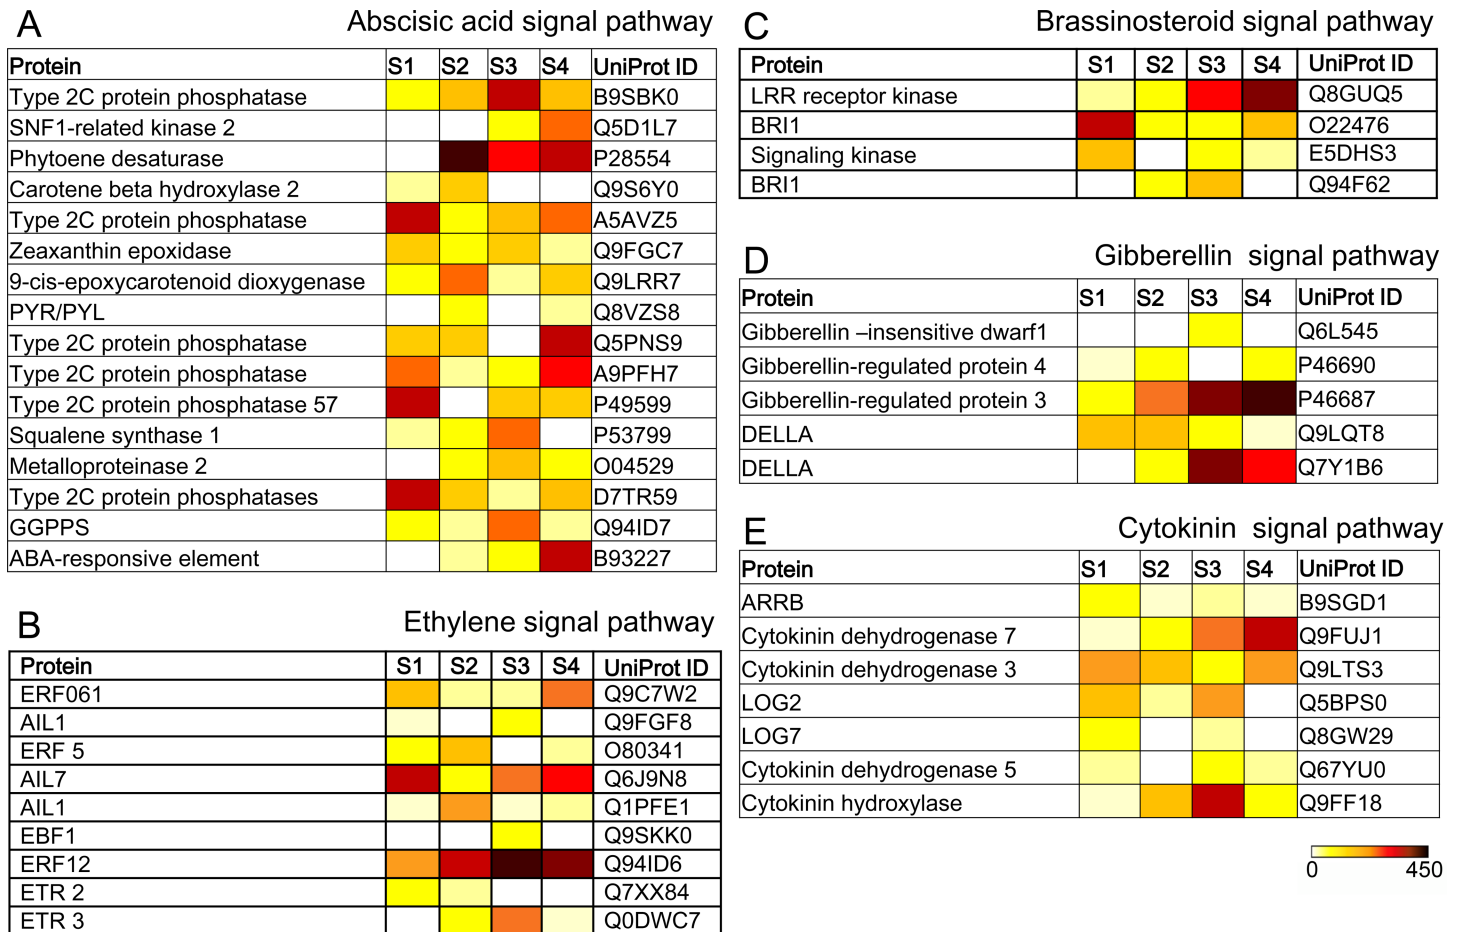 A Abscisic acid signal pathway
Protein S1 S2 S3 S4 UniProt ID
Type 2C protein phosphatase B9SBK0
SNF1-related kinase 2 Q5D1L7
Phytoene desaturase P28554
Carotene beta hydroxylase 2 Q9S6Y0
Type 2C protein phosphatase A5AVZ5
Zeaxanthin epoxidase Q9FGC7
9-cis-epoxycarotenoid dioxygenase Q9LRR7
PYR/PYL Q8VZS8
Type 2C protein phosphatase Q5PNS9
Type 2C protein phosphatase A9PFH7
Type 2C protein phosphatase 57 P49599
Squalene synthase 1 P53799
Metalloproteinase 2 O04529
Type 2C protein phosphatases D7TR59
GGPPS Q94ID7
ABA-responsive element B93227
B Ethylene signal pathway
Protein S1 S2 S3 S4 UniProt ID
ERF061 Q9C7W2
AIL1 Q9FGF8
ERF 5 O80341
AIL7 Q6J9N8
AIL1 Q1PFE1
EBF1 Q9SKK0
ERF12 Q94ID6
ETR 2 Q7XX84
ETR 3 Q0DWC7
C Brassinosteroid signal pathway
Protein S1 S2 S3 S4 UniProt ID
LRR receptor kinase Q8GUQ5
BRI1 O22476
Signaling kinase E5DHS3
BRI1 Q94F62
D Gibberellin signal pathway
Protein S1 S2 S3 S4 UniProt ID
Gibberellin –insensitive dwarf1 Q6L545
Gibberellin-regulated protein 4 P46690
Gibberellin-regulated protein 3 P46687
DELLA Q9LQT8
DELLA Q7Y1B6
E Cytokinin signal pathway
Protein S1 S2 S3 S4 UniProt ID
ARRB B9SGD1
Cytokinin dehydrogenase 7 Q9FUJ1
Cytokinin dehydrogenase 3 Q9LTS3
LOG2 Q5BPS0
LOG7 Q8GW29
Cytokinin dehydrogenase 5 Q67YU0
Cytokinin hydroxylase Q9FF18
0 450